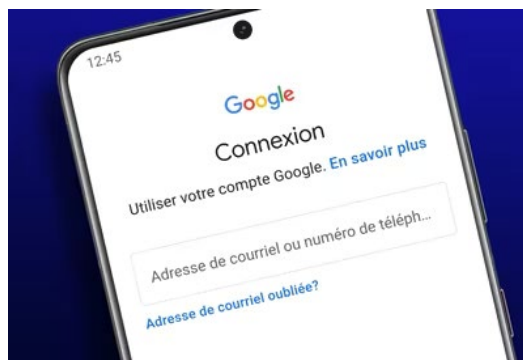 12:45
Google
Connexion
Utiliser votre compte Google. En savoir plus
Adresse de courriel ou numéro de téléph...
Adresse de courriel oubliée?